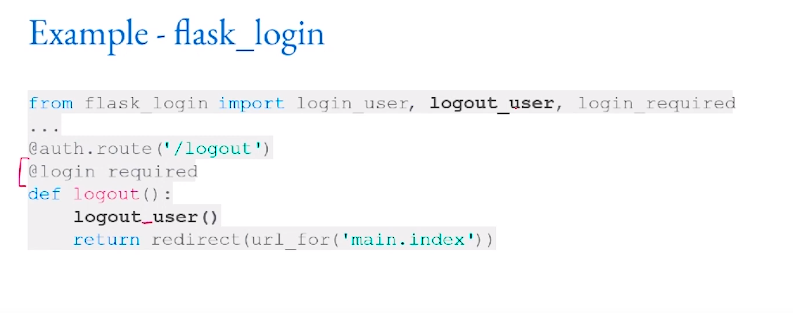 Example - flask_login
from flask_login import login_user, logout_user, login_required
...
@auth.route('/logout')
@login required
def logout():
    logout_user()
    return redirect(url_for('main.index'))